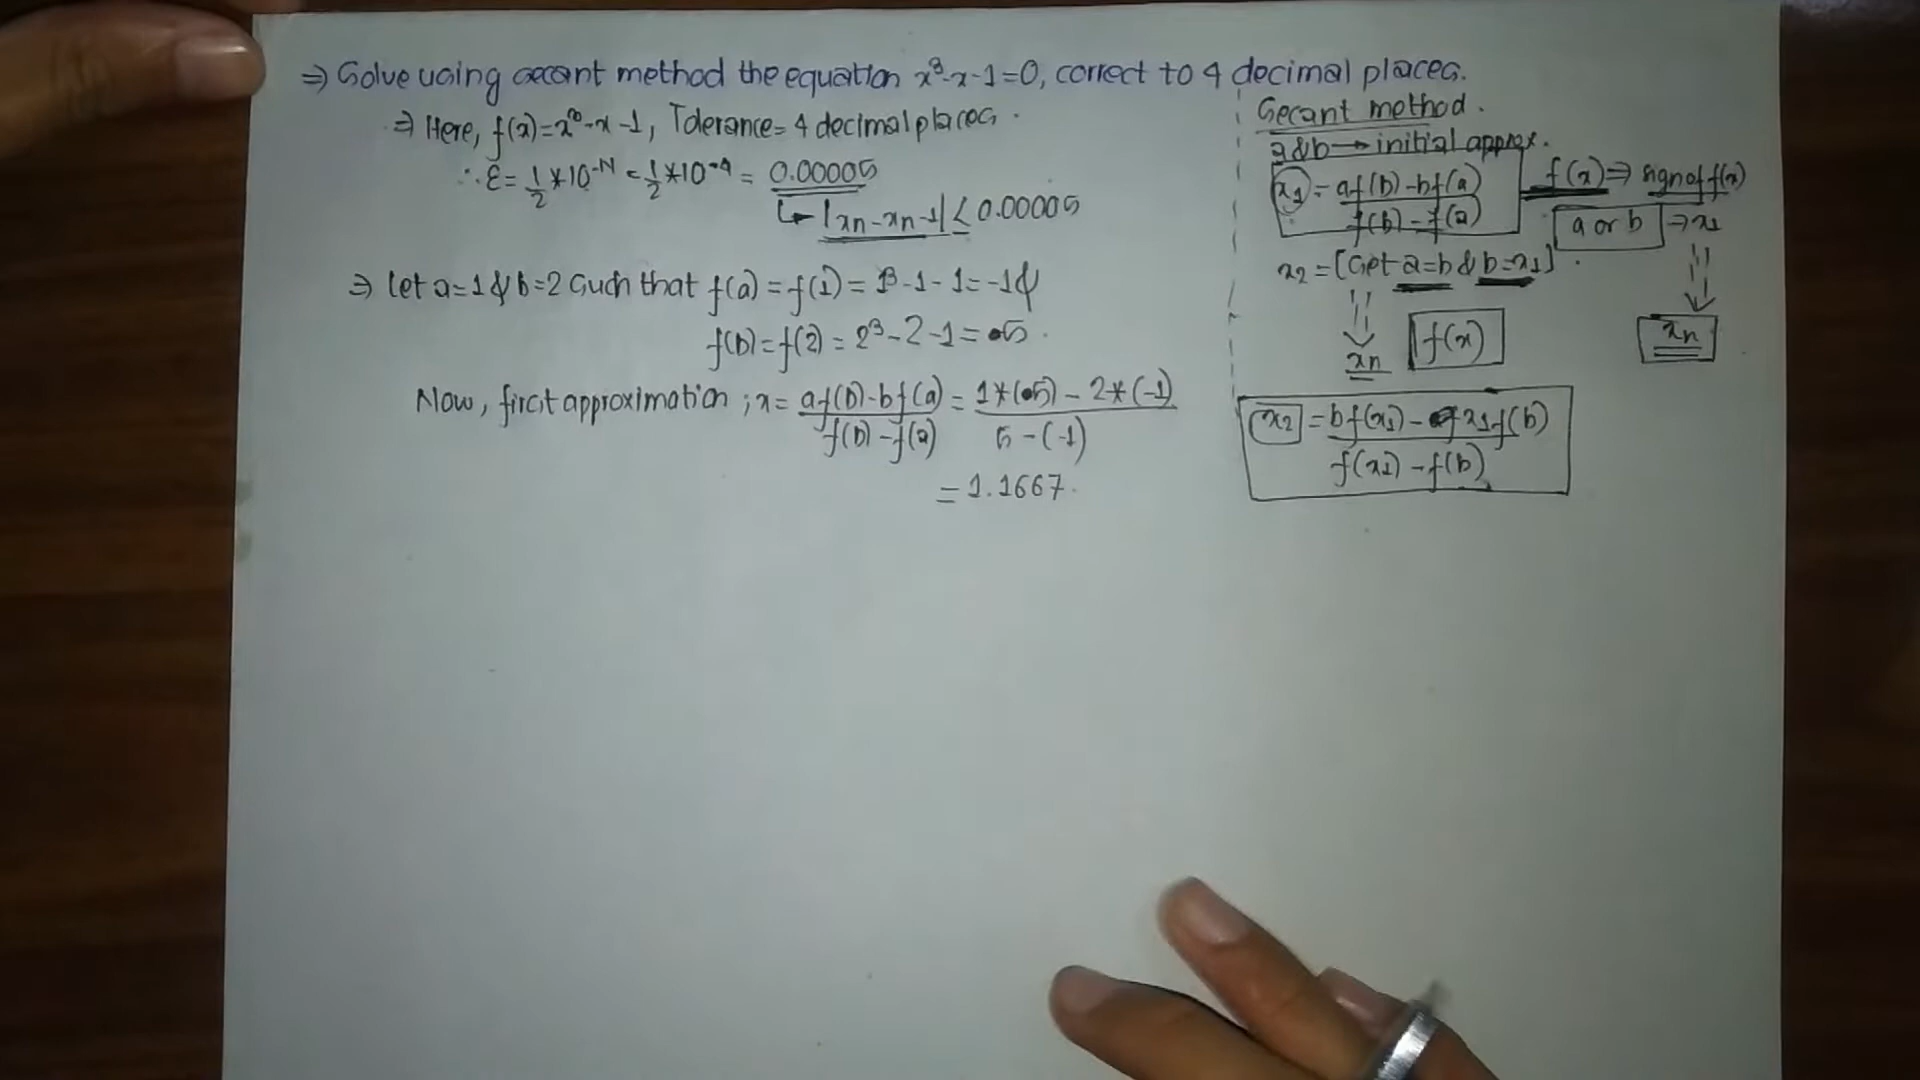 ⇒ Solve using secant method the equation x³-x-1=0, correct to 4 decimal places.
⇒ Here, f(x)=x³-x-1, Tolerance= 4 decimal places.
∴ ε= 1/2 *10^-N = 1/2 *10^-4 = 0.00005
↳ |xn-xn-1| ≤ 0.00005
⇒ Let a=1 & b=2 such that f(a) = f(1) = 1³-1-1=-1 &
f(b) = f(2) = 2³-2-1= 5.
Now, first approximation ; x = af(b)-bf(a) / f(b)-f(a) = 1*(5) - 2*(-1) / 5-(-1)
= 1.1667.
Secant method.
a & b → initial approx.
x1 = af(b)-bf(a) / f(b)-f(a)
f(x) ⇒ sign of f(x)
a or b ⇒ x1
x2 = [Get a=b & b=x1].
xn
f(x)
xn
x2 = bf(x1) - x1f(b) / f(x1)-f(b)